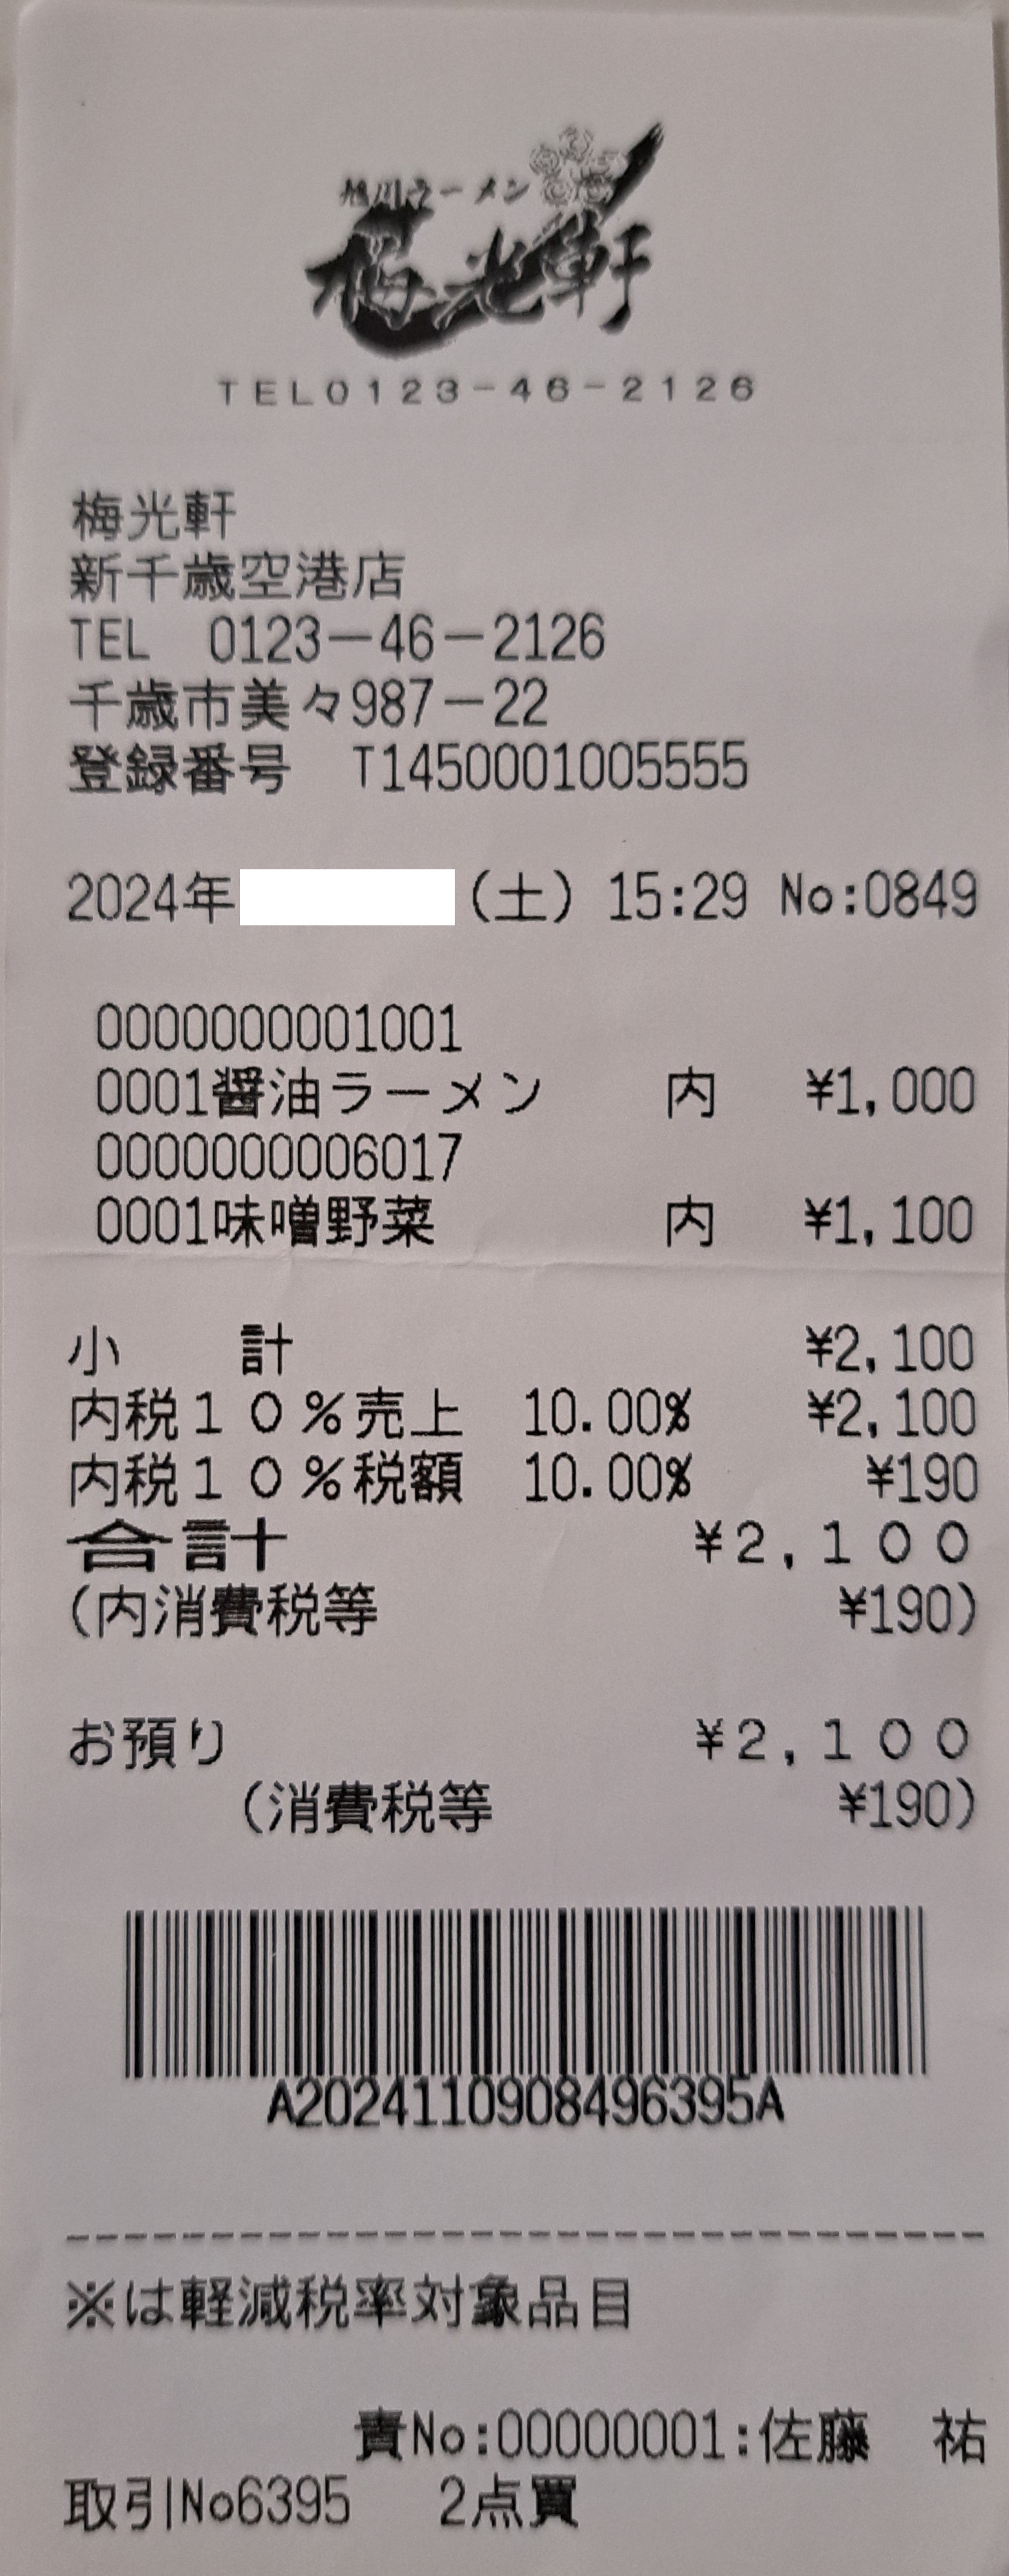 旭川ラーメン
梅光軒
TEL0123-46-2126
梅光軒
新千歳空港店
TEL 0123-46-2126
千歳市美々987-22
登録番号 T1450001005555
2024年 (土) 15:29 No:0849
0000000001001
0001醤油ラーメン 内 ¥1,000
0000000006017
0001味噌野菜 内 ¥1,100
小 計 ¥2,100
内税10%売上 10.00% ¥2,100
内税10%税額 10.00% ¥190
合計 ¥2,100
(内消費税等 ¥190)
お預り ¥2,100
(消費税等 ¥190)
A2024110908496395A
--------------------------------
※は軽減税率対象品目
責No:00000001:佐藤 祐
取引No6395 2点買